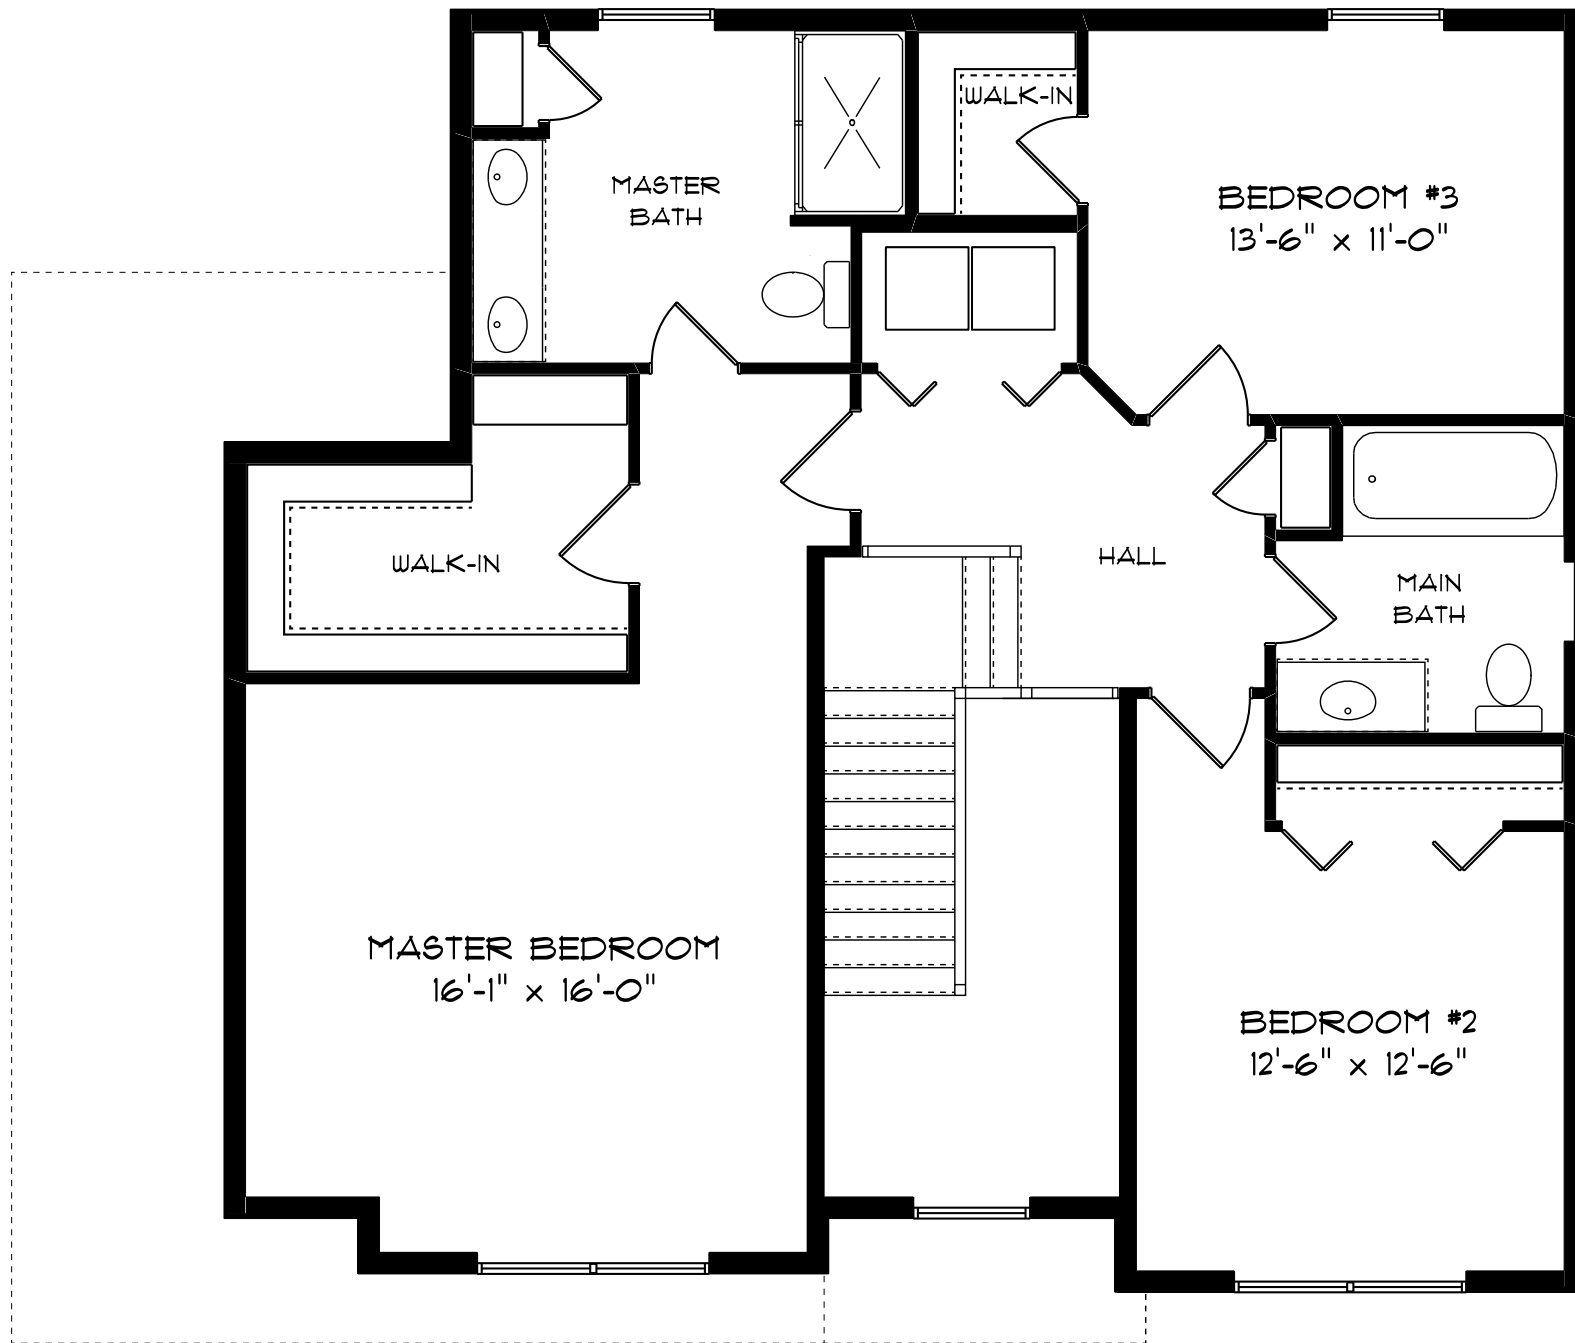 WALK-IN
MASTER
BATH
BEDROOM #3
13'-6" x 11'-0"
WALK-IN
HALL
MAIN
BATH
MASTER BEDROOM
16'-1" x 16'-0"
BEDROOM #2
12'-6" x 12'-6"